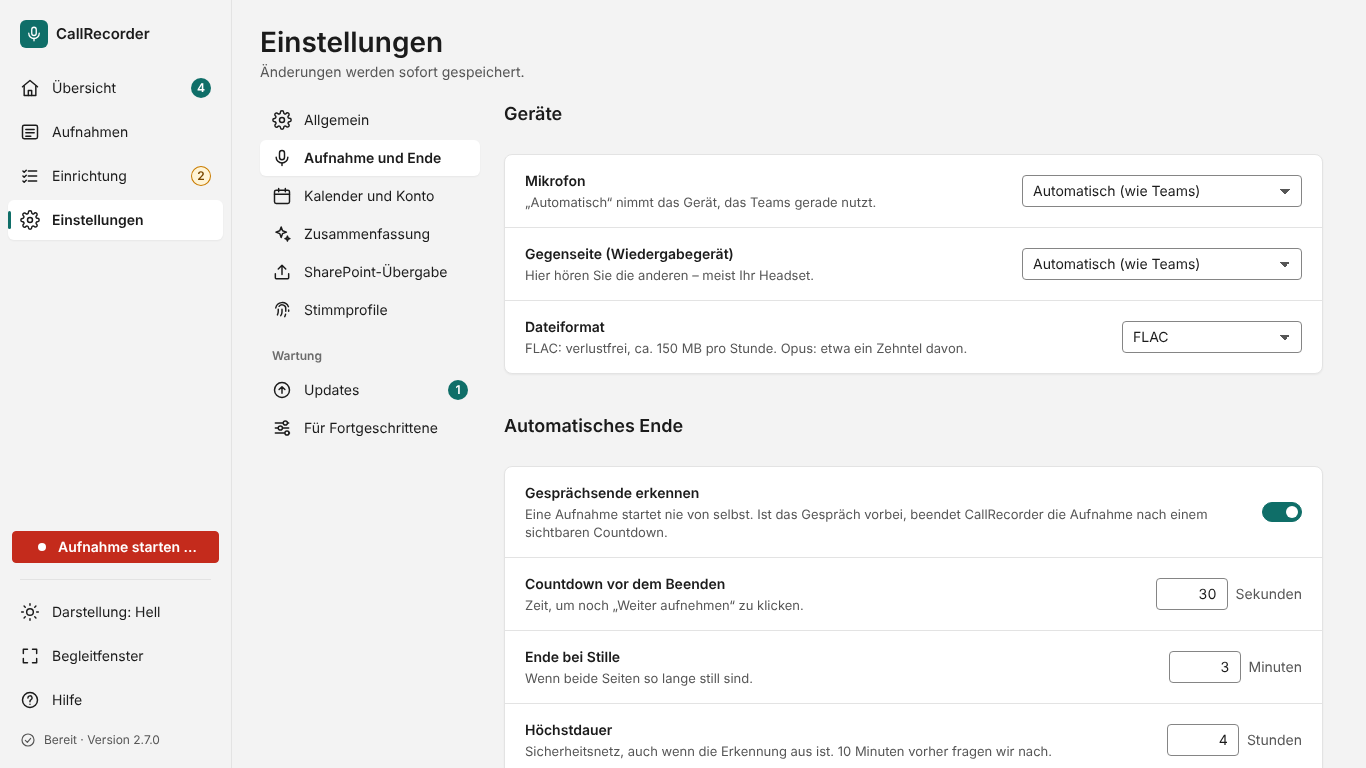 CallRecorder
Übersicht
4
Aufnahmen
Einrichtung
2
Einstellungen
Aufnahme starten ...
Darstellung: Hell
Begleitfenster
Hilfe
Bereit · Version 2.7.0
Einstellungen
Änderungen werden sofort gespeichert.
Allgemein
Aufnahme und Ende
Kalender und Konto
Zusammenfassung
SharePoint-Übergabe
Stimmprofile
Wartung
Updates
1
Für Fortgeschrittene
Geräte
Mikrofon
„Automatisch“ nimmt das Gerät, das Teams gerade nutzt.
Automatisch (wie Teams)
Gegenseite (Wiedergabegerät)
Hier hören Sie die anderen – meist Ihr Headset.
Automatisch (wie Teams)
Dateiformat
FLAC: verlustfrei, ca. 150 MB pro Stunde. Opus: etwa ein Zehntel davon.
FLAC
Automatisches Ende
Gesprächsende erkennen
Eine Aufnahme startet nie von selbst. Ist das Gespräch vorbei, beendet CallRecorder die Aufnahme nach einem
sichtbaren Countdown.
Countdown vor dem Beenden
Zeit, um noch „Weiter aufnehmen“ zu klicken.
30 Sekunden
Ende bei Stille
Wenn beide Seiten so lange still sind.
3 Minuten
Höchstdauer
Sicherheitsnetz, auch wenn die Erkennung aus ist. 10 Minuten vorher fragen wir nach.
4 Stunden